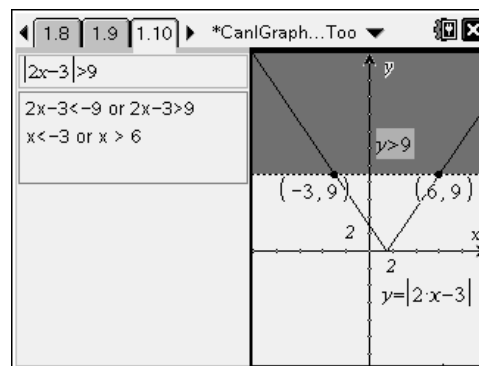 1.8 1.9 1.10 *CanIGraph...Too
|2x-3|>9
2x-3<-9 or 2x-3>9
x<-3 or x > 6
y
y>9
(-3,9) (6,9)
2
x
2
y=|2·x-3|